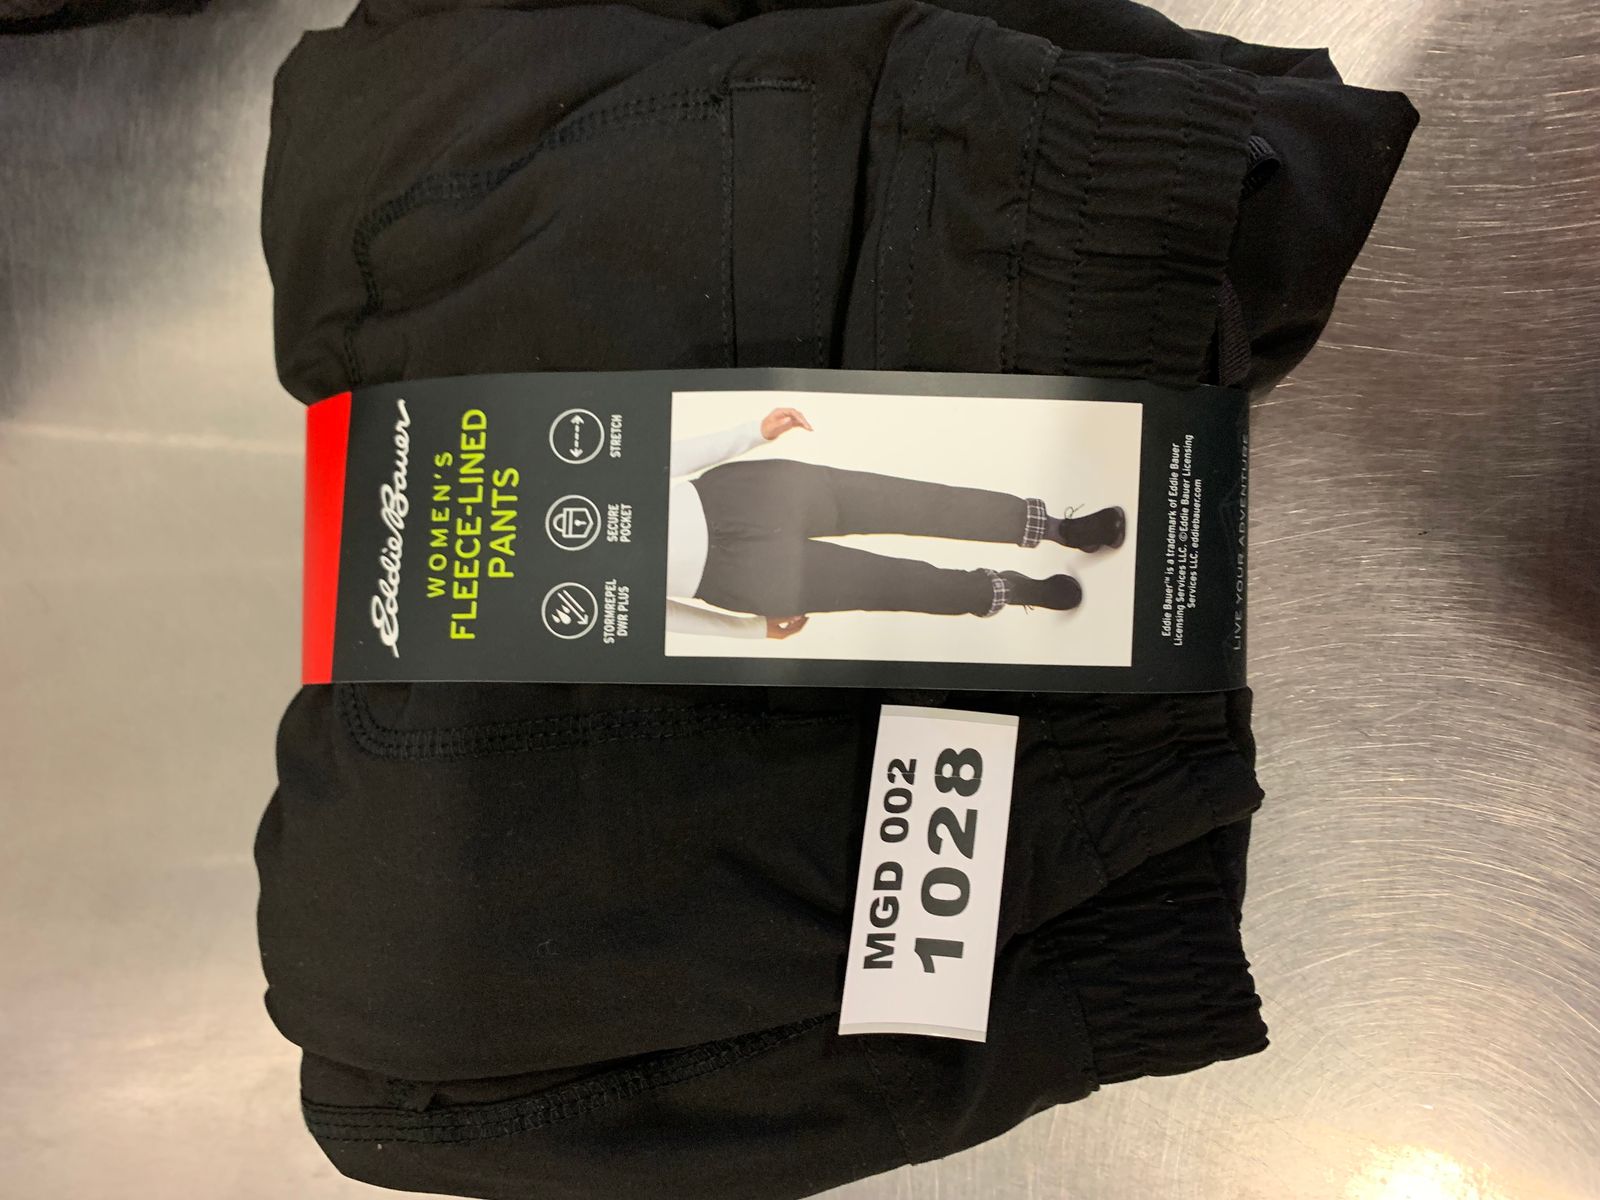 Eddie Bauer
WOMEN'S
FLEECE-LINED
PANTS
STORMREPEL
DWR PLUS
SECURE
POCKET
STRETCH
Eddie Bauer™ is a trademark of Eddie Bauer
Licensing Services LLC. ©Eddie Bauer Licensing
Services LLC. eddiebauer.com
LIVE YOUR ADVENTURE
MGD 002
1028